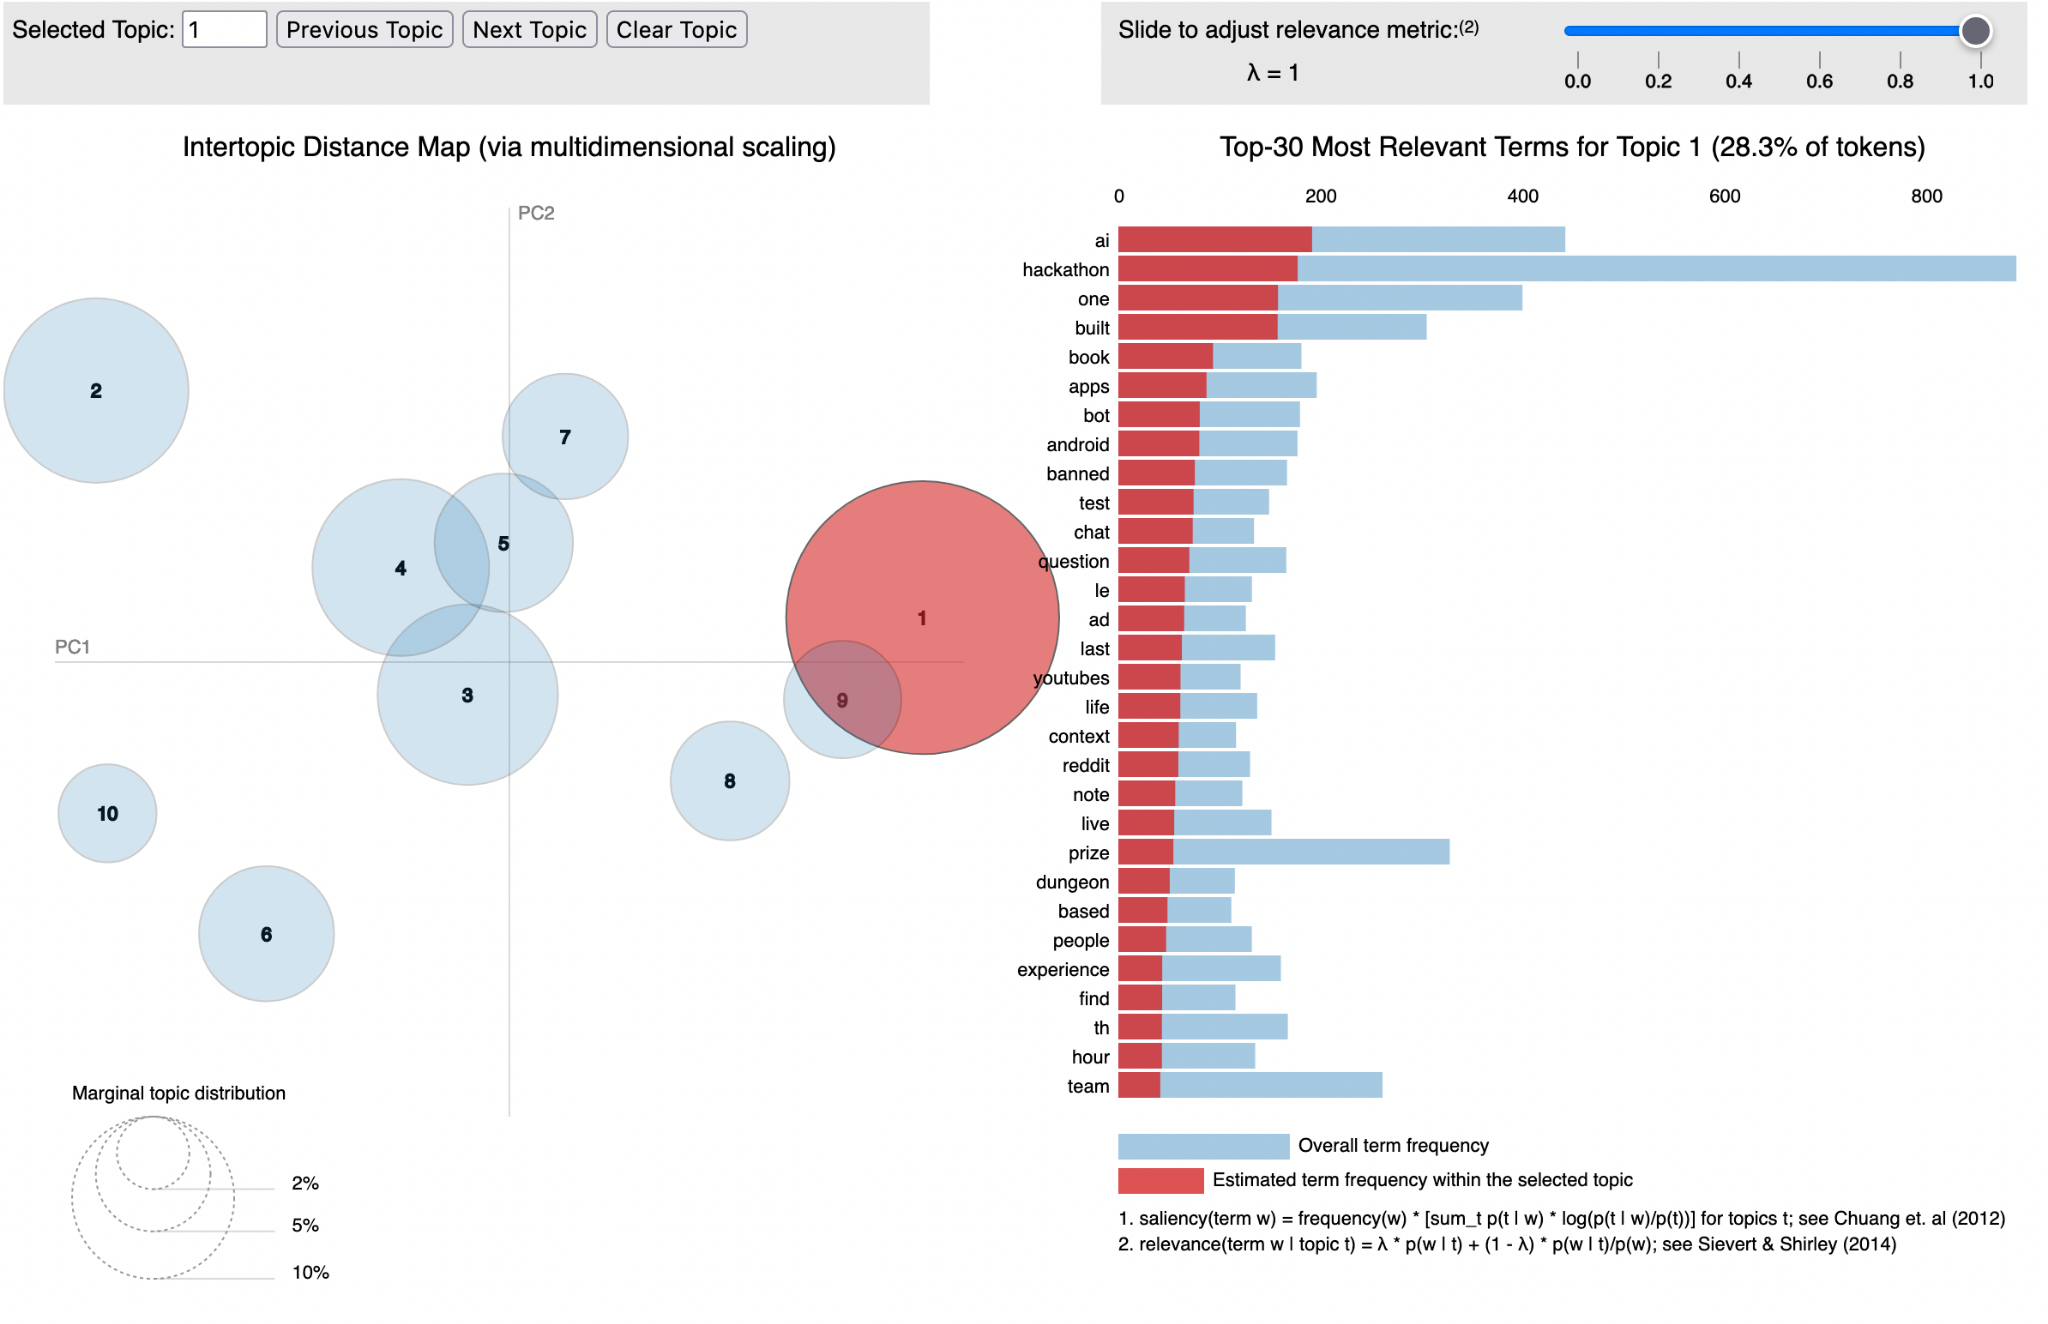 Selected Topic: 1 Previous Topic Next Topic Clear Topic
Slide to adjust relevance metric:(2)
λ = 1
0.0 0.2 0.4 0.6 0.8 1.0
Intertopic Distance Map (via multidimensional scaling)
PC2
PC1
2
7
5
4
1
3
9
8
10
6
Marginal topic distribution
2%
5%
10%
Top-30 Most Relevant Terms for Topic 1 (28.3% of tokens)
0 200 400 600 800
ai
hackathon
one
built
book
apps
bot
android
banned
test
chat
question
le
ad
last
youtubes
life
context
reddit
note
live
prize
dungeon
based
people
experience
find
th
hour
team
Overall term frequency
Estimated term frequency within the selected topic
1. saliency(term w) = frequency(w) * [sum_t p(t | w) * log(p(t | w)/p(t))] for topics t; see Chuang et. al (2012)
2. relevance(term w | topic t) = λ * p(w | t) + (1 - λ) * p(w | t)/p(w); see Sievert & Shirley (2014)